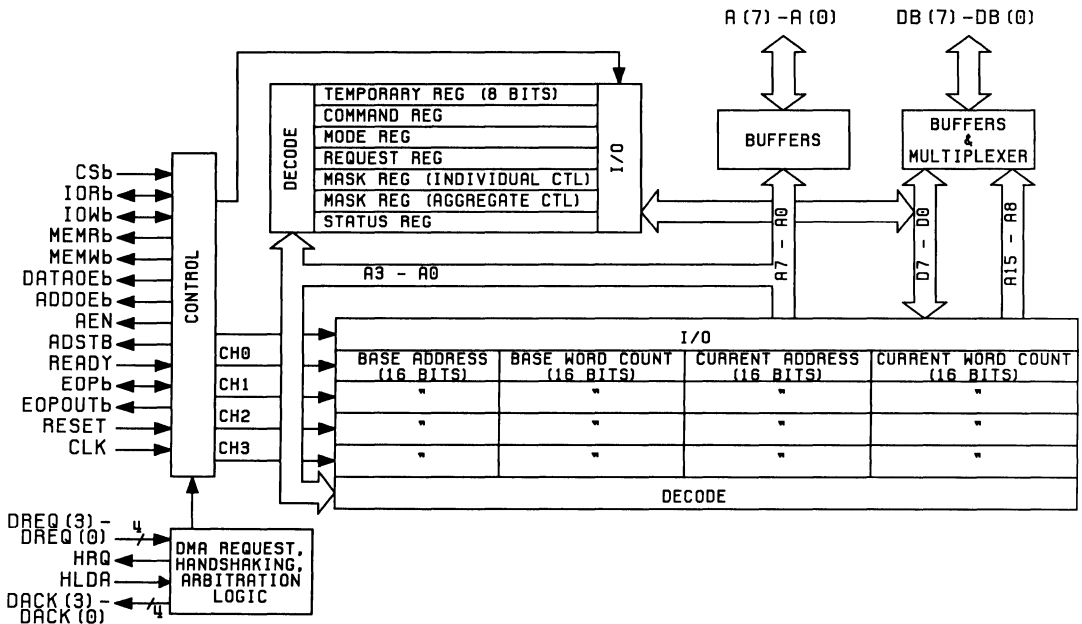 A(7)-A(0)
DB(7)-DB(0)
DECODE
TEMPORARY REG (8 BITS)
COMMAND REG
MODE REG
REQUEST REG
MASK REG (INDIVIDUAL CTL)
MASK REG (AGGREGATE CTL)
STATUS REG
I/O
BUFFERS
BUFFERS
&
MULTIPLEXER
A7 - A0
D7 - D0
A15 - A8
A3 - A0
CSb
IORb
IOWb
MEMRb
MEMWb
DATAOEb
ADDOEb
AEN
ADSTB
READY
EOPb
EOPOUTb
RESET
CLK
CONTROL
CH0
CH1
CH2
CH3
I/O
BASE ADDRESS
(16 BITS)
BASE WORD COUNT
(16 BITS)
CURRENT ADDRESS
(16 BITS)
CURRENT WORD COUNT
(16 BITS)
" " " "
" " " "
" " " "
DECODE
DREQ(3)-
DREQ(0)
4
HRQ
HLDA
DACK(3)-
DACK(0)
4
DMA REQUEST,
HANDSHAKING,
ARBITRATION
LOGIC